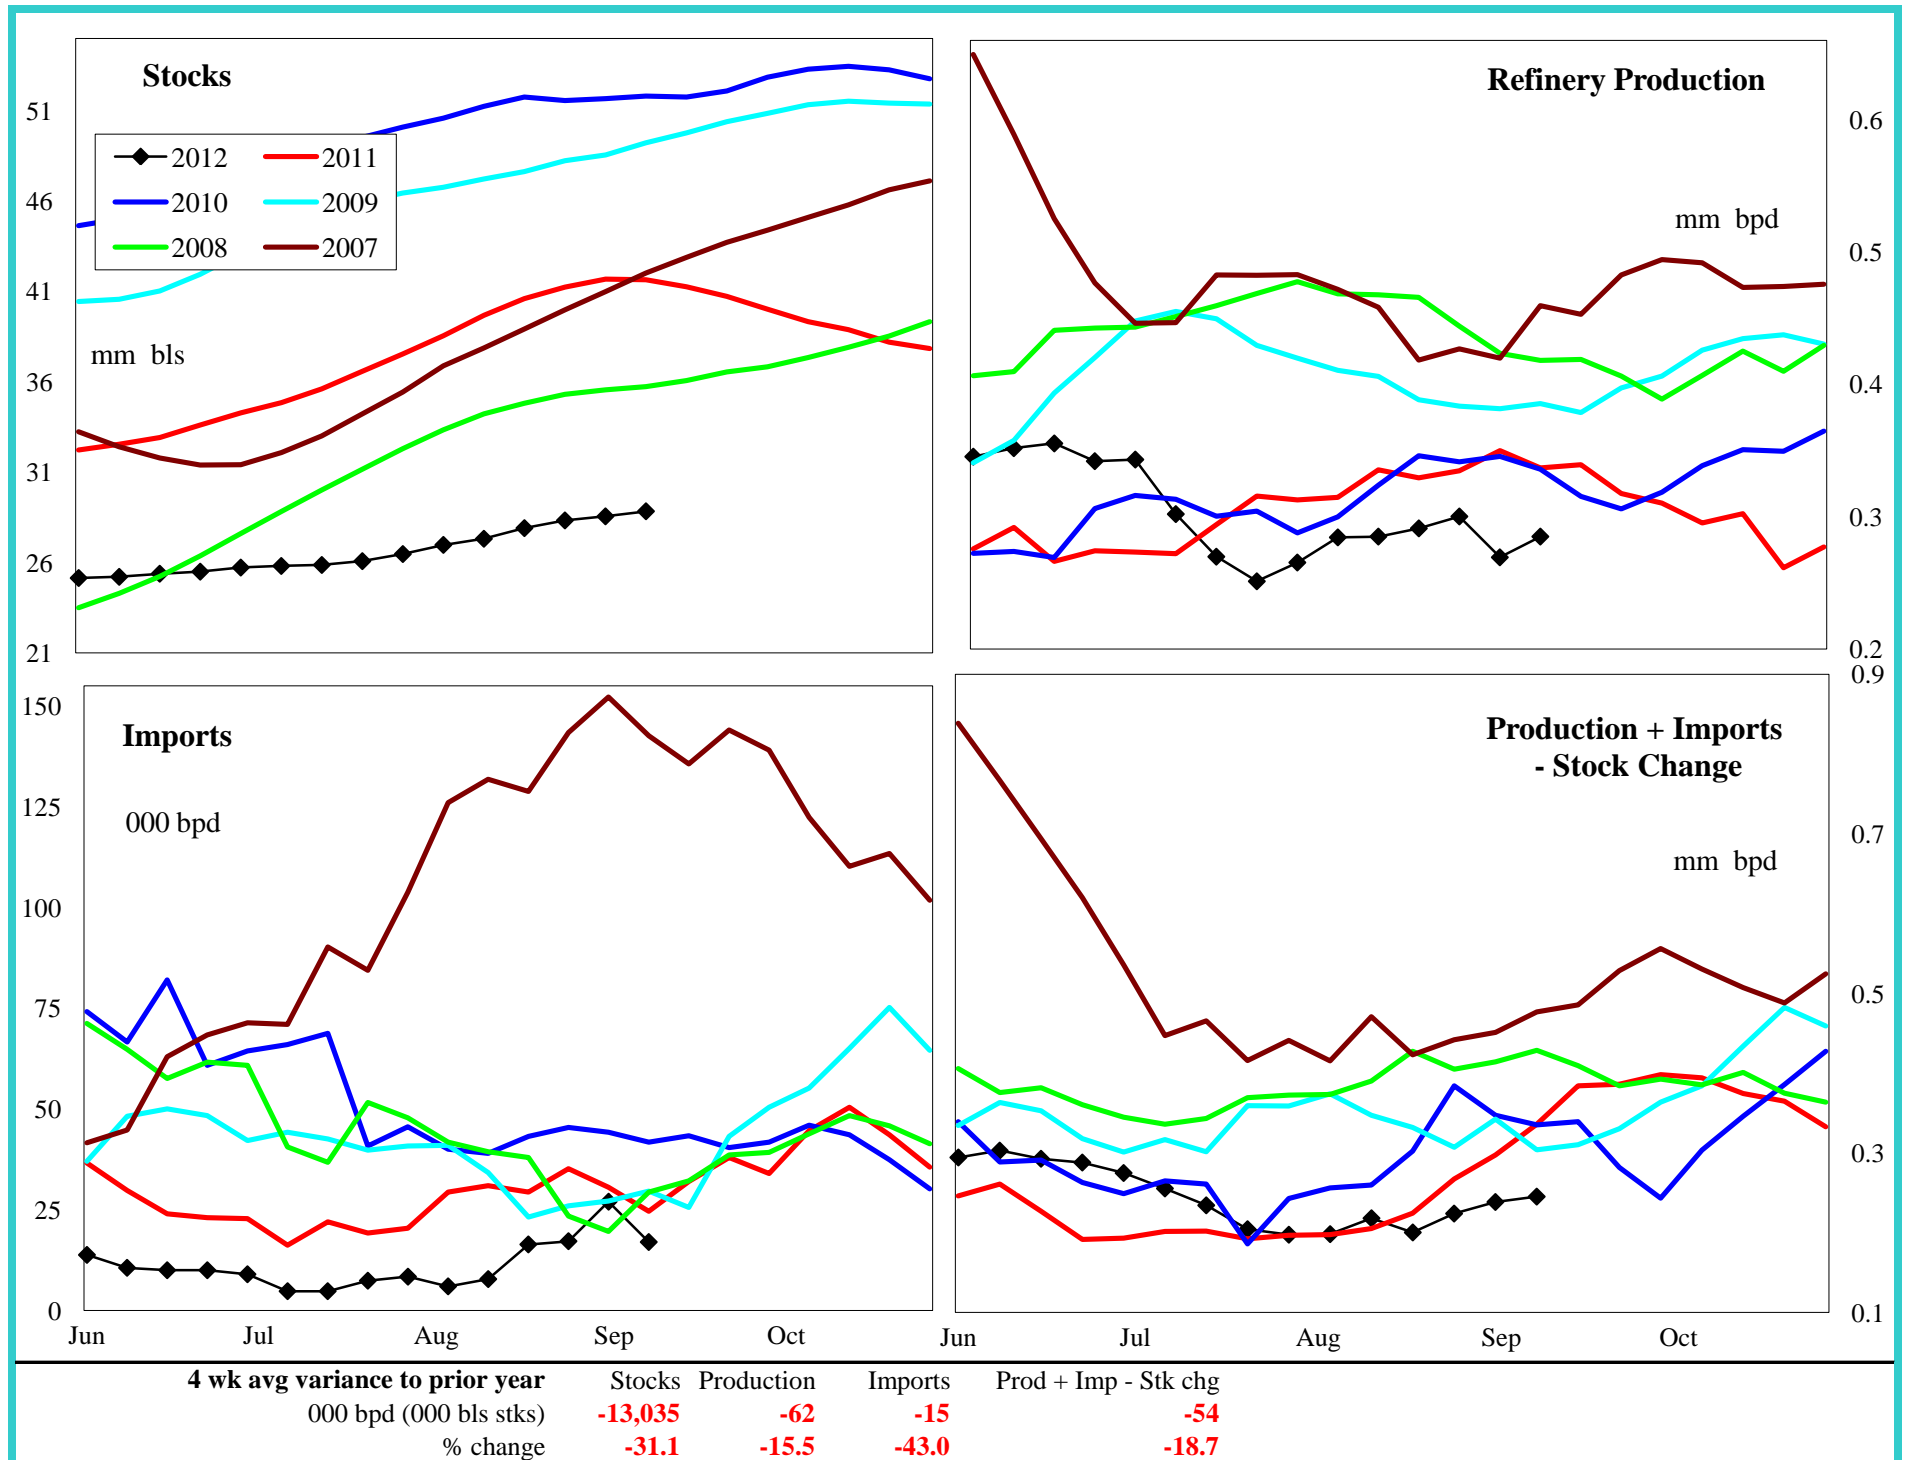 Stocks
51
46
41
36
31
26
21
2012 2011
2010 2009
2008 2007
mm bls
Refinery Production
mm bpd
0.6
0.5
0.4
0.3
0.2
Imports
000 bpd
150
125
100
75
50
25
0
Jun Jul Aug Sep Oct
Production + Imports
- Stock Change
mm bpd
0.9
0.7
0.5
0.3
0.1
Jun Jul Aug Sep Oct
4 wk avg variance to prior year Stocks Production Imports Prod + Imp - Stk chg
000 bpd (000 bls stks) -13,035 -62 -15 -54
% change -31.1 -15.5 -43.0 -18.7